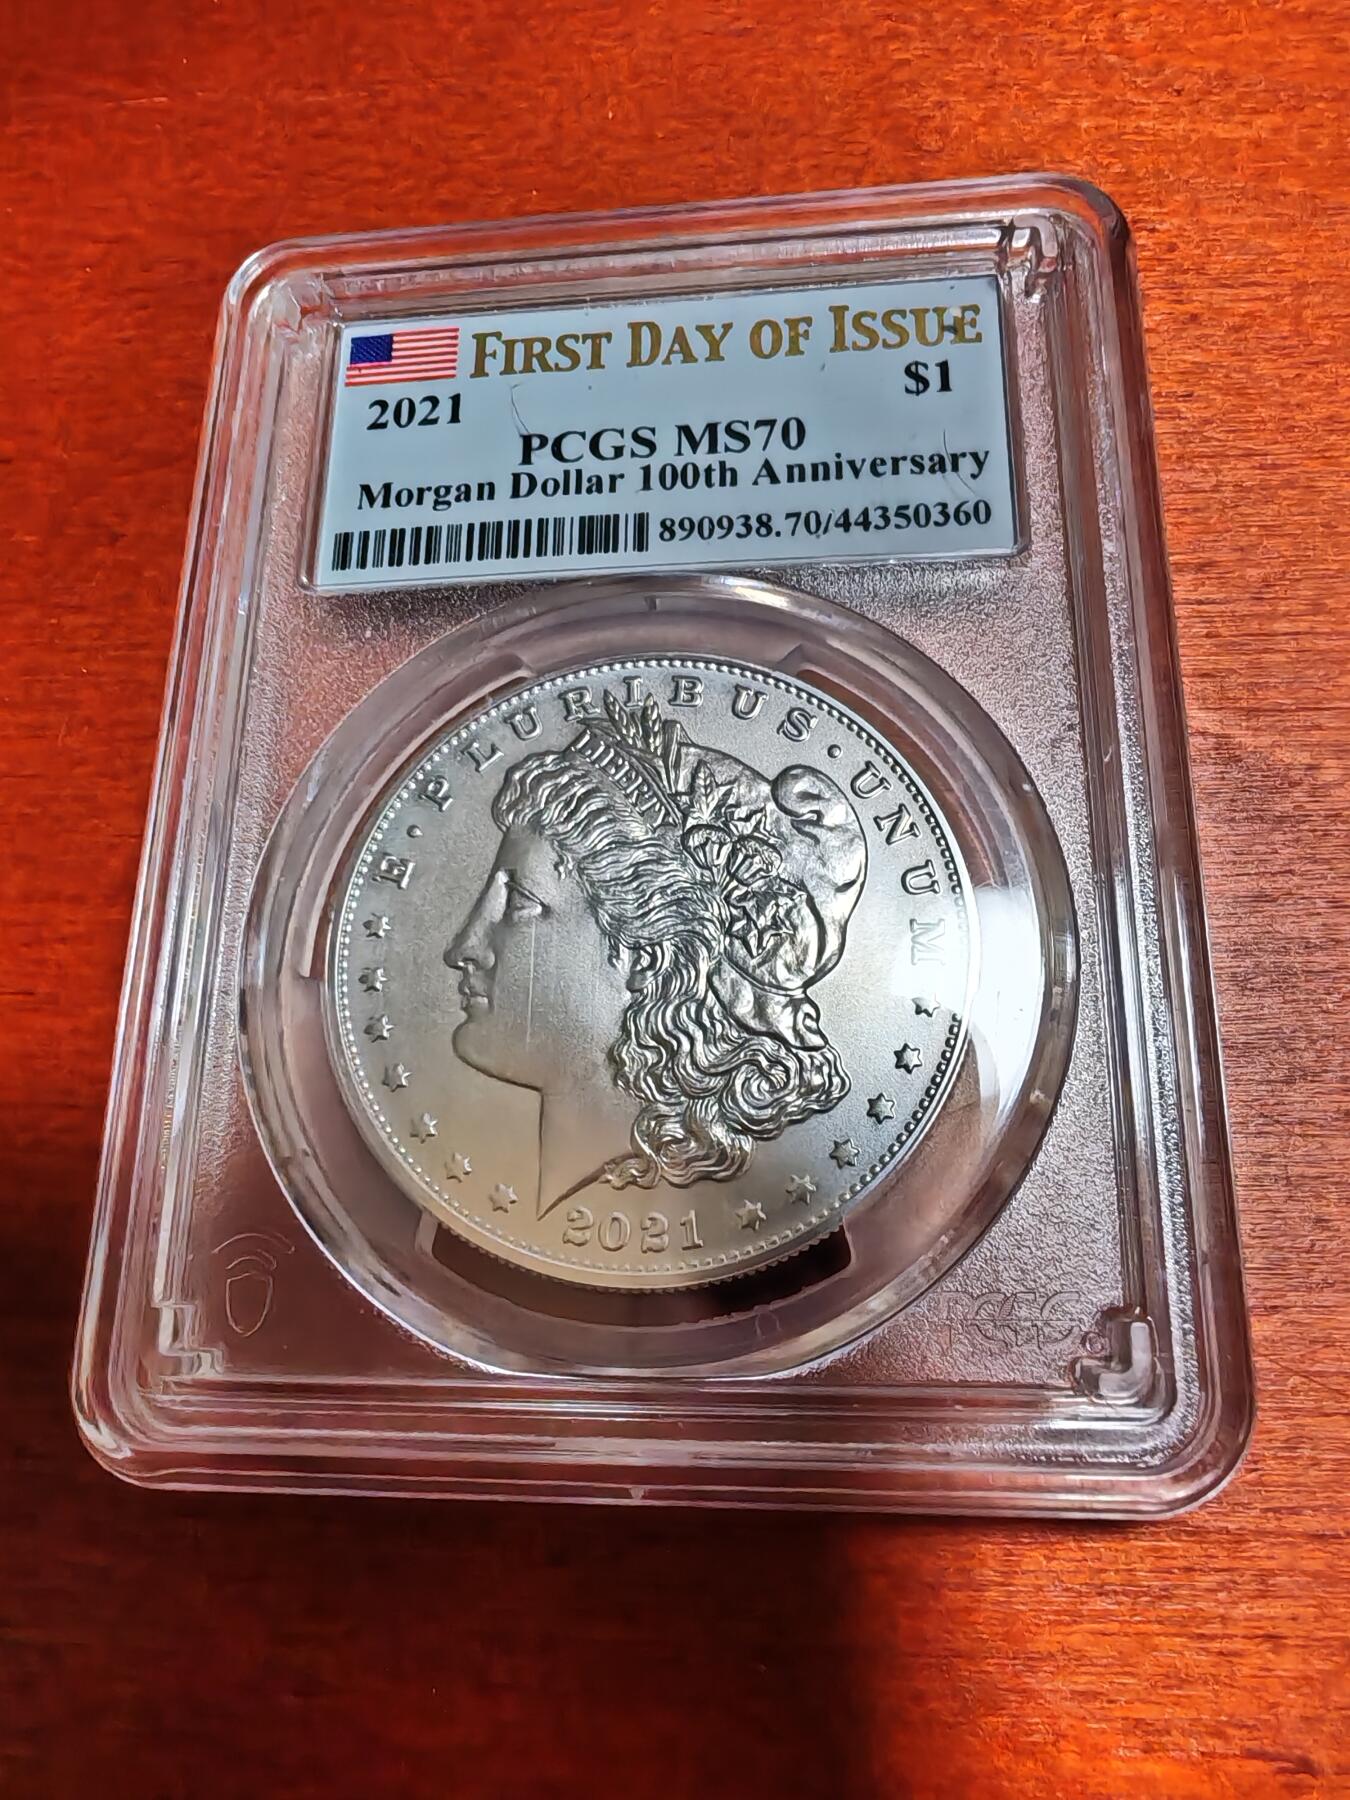 FIRST DAY OF ISSUE
2021 $1
PCGS MS70
Morgan Dollar 100th Anniversary
890938.70/44350360
E · PLURIBUS · UNUM
LIBERTY
2021
PCGS